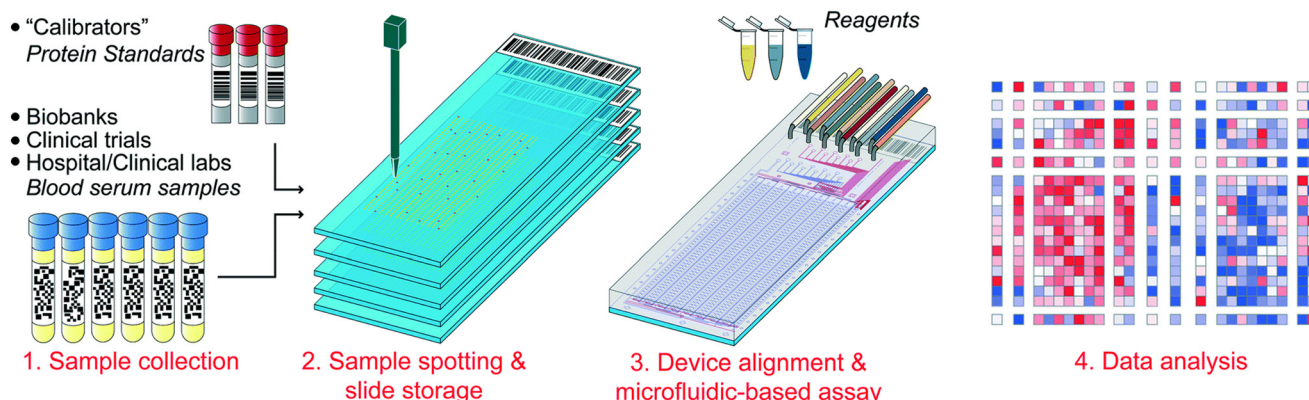 • “Calibrators”
Protein Standards
• Biobanks
• Clinical trials
• Hospital/Clinical labs
Blood serum samples
1. Sample collection
2. Sample spotting &
slide storage
Reagents
3. Device alignment &
microfluidic-based assay
4. Data analysis